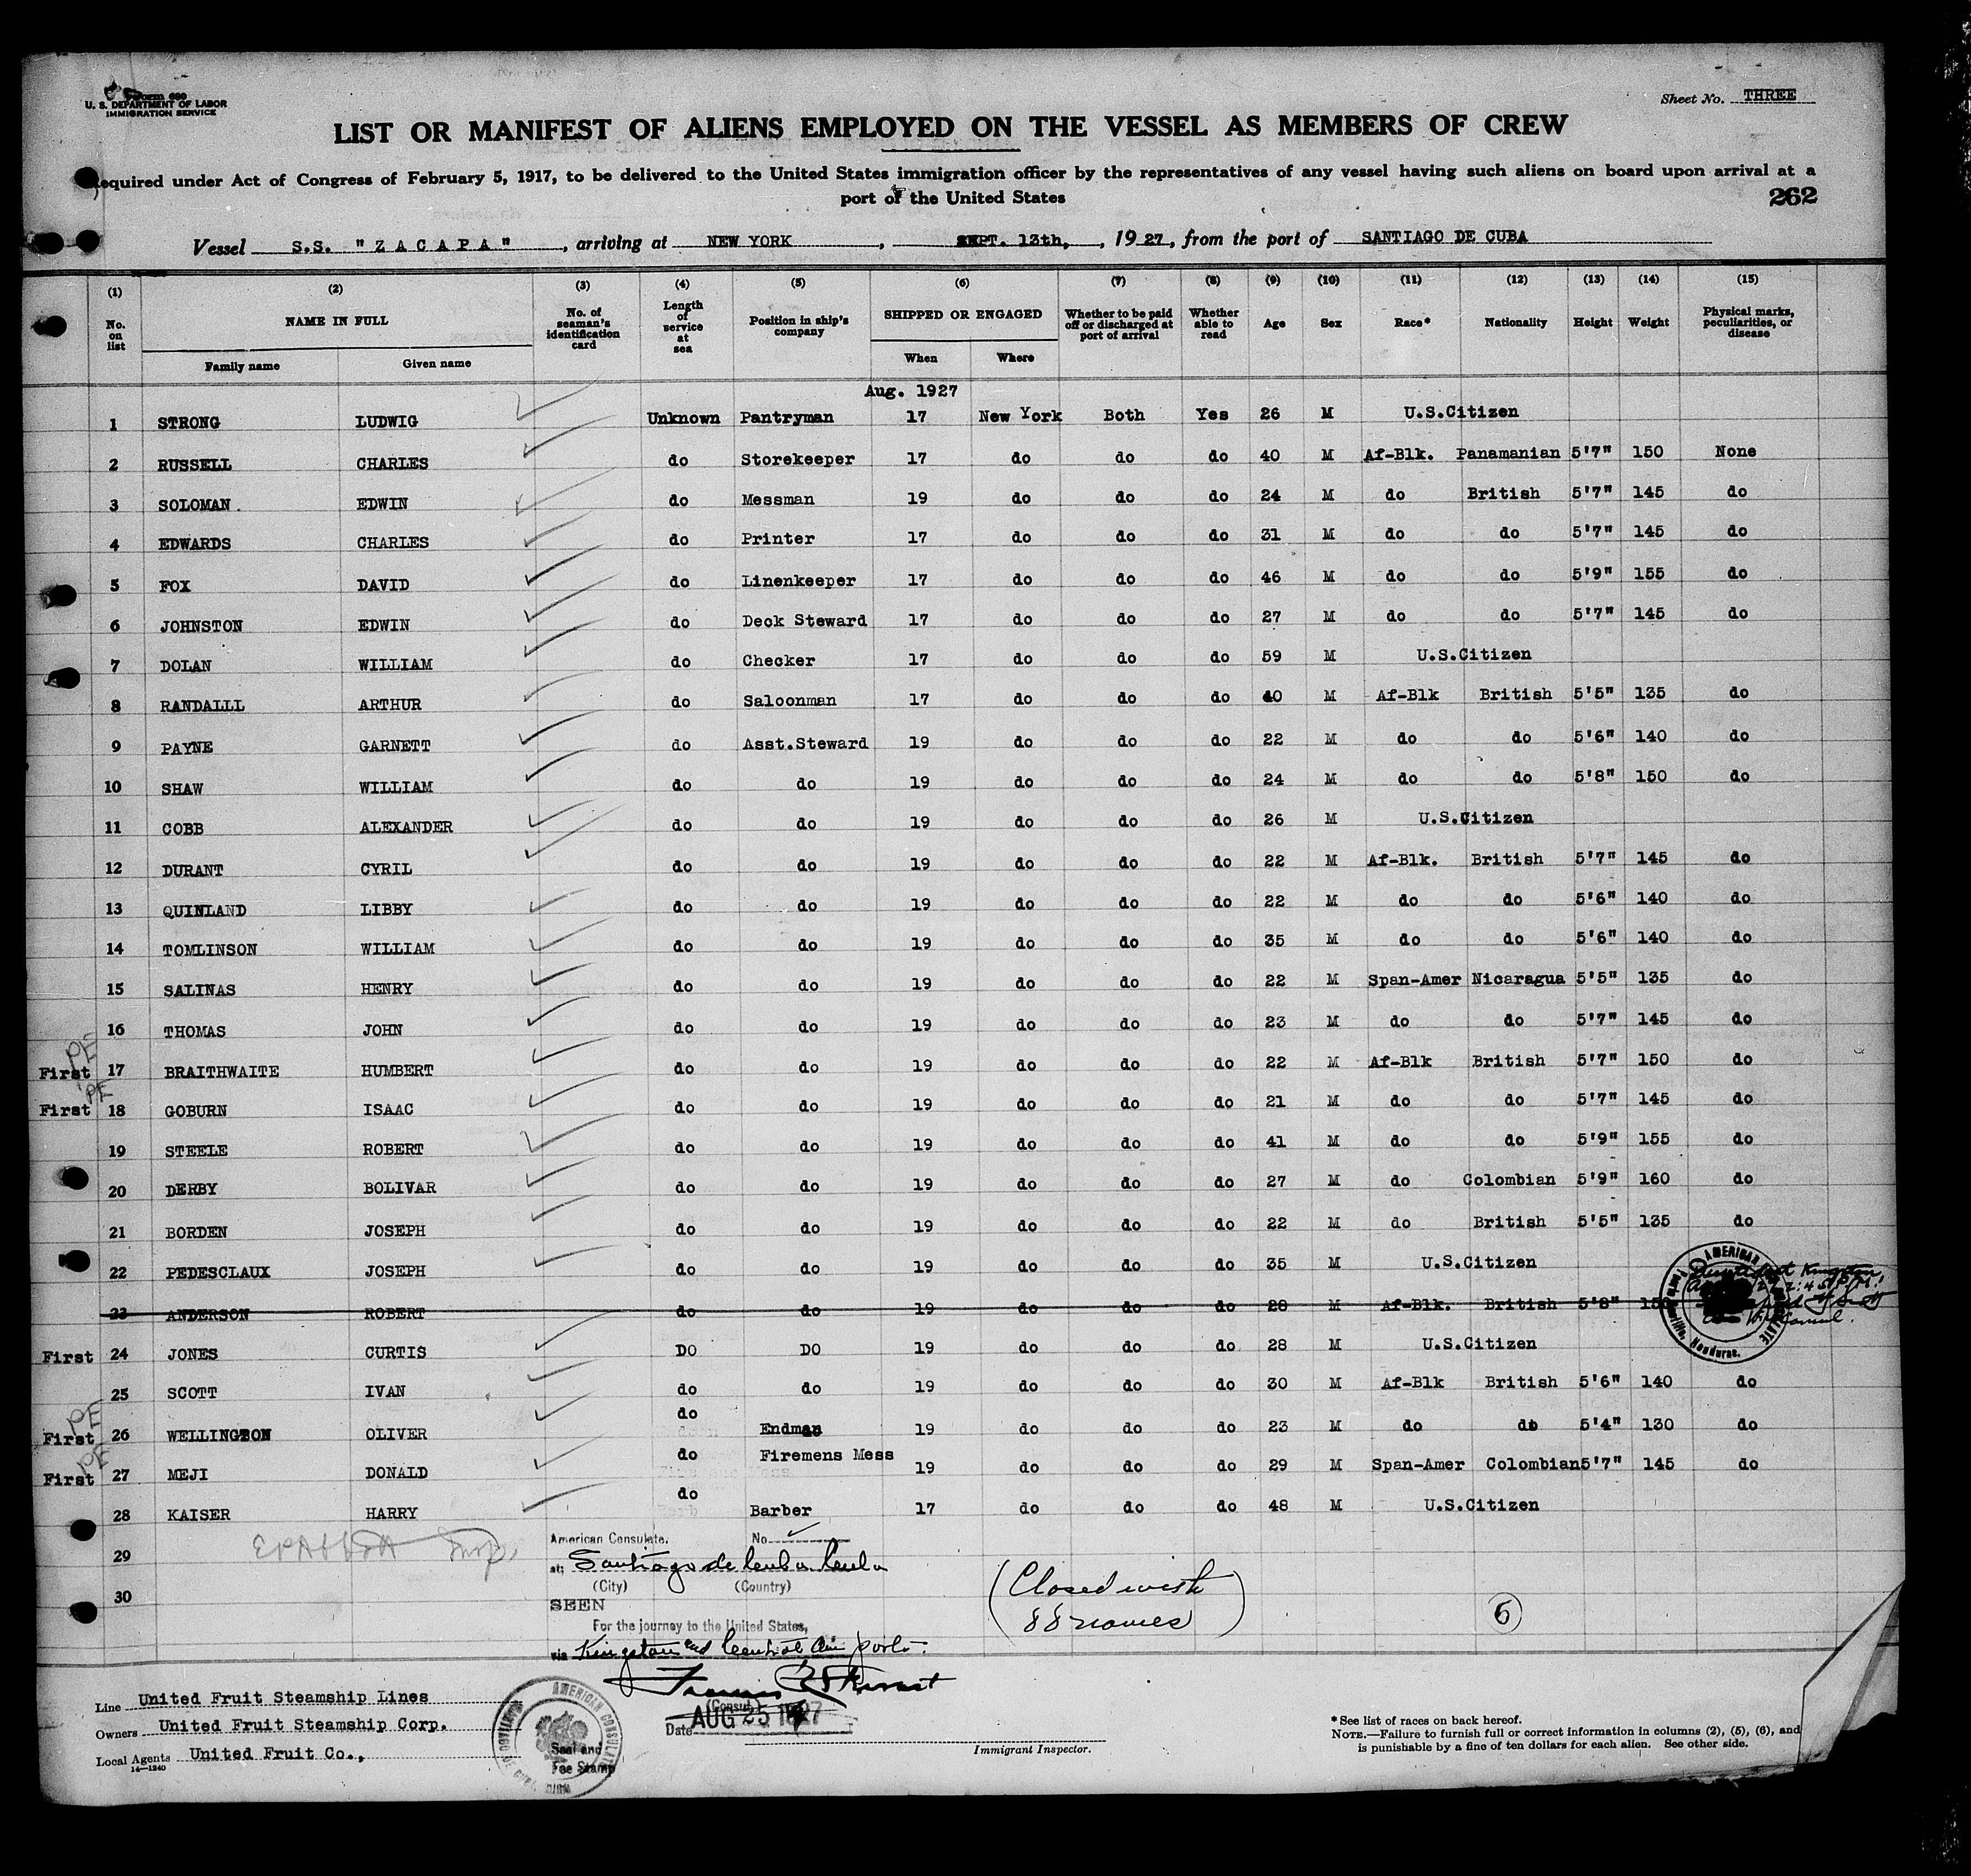 Form 680
U. S. DEPARTMENT OF LABOR
IMMIGRATION SERVICE
Sheet No. THREE
LIST OR MANIFEST OF ALIENS EMPLOYED ON THE VESSEL AS MEMBERS OF CREW
equired under Act of Congress of February 5, 1917, to be delivered to the United States immigration officer by the representatives of any vessel having such aliens on board upon arrival at a
port of the United States
262
Vessel S.S. "ZACAPA", arriving at NEW YORK, SEPT. 13th, , 1927, from the port of SANTIAGO DE CUBA
(1) (2) (3) (4) (5) (6) (7) (8) (9) (10) (11) (12) (13) (14) (15)
No. on list NAME IN FULL Family name Given name No. of seaman's identification card Length of service at sea Position in ship's company SHIPPED OR ENGAGED When Where Whether to be paid off or discharged at port of arrival Whether able to read Age Sex Race* Nationality Height Weight Physical marks, peculiarities, or disease
Aug. 1927
1 STRONG LUDWIG Unknown Pantryman 17 New York Both Yes 26 M U.S.Citizen
2 RUSSELL CHARLES do Storekeeper 17 do do do 40 M Af-Blk. Panamanian 5'7" 150 None
3 SOLOMAN EDWIN do Messman 19 do do do 24 M do British 5'7" 145 do
4 EDWARDS CHARLES do Printer 17 do do do 31 M do do 5'7" 145 do
5 FOX DAVID do Linenkeeper 17 do do do 46 M do do 5'9" 155 do
6 JOHNSTON EDWIN do Deck Steward 17 do do do 27 M do do 5'7" 145 do
7 DOLAN WILLIAM do Checker 17 do do do 59 M U.S.Citizen
8 RANDALLL ARTHUR do Saloonman 17 do do do 40 M Af-Blk British 5'5" 135 do
9 PAYNE GARNETT do Asst.Steward 19 do do do 22 M do do 5'6" 140 do
10 SHAW WILLIAM do do 19 do do do 24 M do do 5'8" 150 do
11 COBB ALEXANDER do do 19 do do do 26 M U.S.Citizen
12 DURANT CYRIL do do 19 do do do 22 M Af-Blk. British 5'7" 145 do
13 QUINLAND LIBBY do do 19 do do do 22 M do do 5'6" 140 do
14 TOMLINSON WILLIAM do do 19 do do do 35 M do do 5'6" 140 do
15 SALINAS HENRY do do 19 do do do 22 M Span-Amer Nicaragua 5'5" 135 do
16 THOMAS JOHN do do 19 do do do 23 M do do 5'7" 145 do
PE
First 17 BRAITHWAITE HUMBERT do do 19 do do do 22 M Af-Blk British 5'7" 150 do
PE
First 18 GOBURN ISAAC do do 19 do do do 21 M do do 5'7" 145 do
19 STEELE ROBERT do do 19 do do do 41 M do do 5'9" 155 do
20 DERBY BOLIVAR do do 19 do do do 27 M do Colombian 5'9" 160 do
21 BORDEN JOSEPH do do 19 do do do 22 M do British 5'5" 135 do
22 PEDESCLAUX JOSEPH do do 19 do do do 35 M U.S.Citizen
23 ANDERSON ROBERT do do 19 do do do 28 M Af-Blk. British 5'8"
AMERICAN Honduras.
Kingston
Consul.
First 24 JONES CURTIS DO DO 19 do do do 28 M U.S.Citizen
25 SCOTT IVAN do do 19 do do do 30 M Af-Blk British 5'6" 140 do
PE
First 26 WELLINGTON OLIVER do Endman 19 do do do 23 M do do 5'4" 130 do
PE
First 27 MEJI DONALD do Firemens Mess 19 do do do 29 M Span-Amer Colombian 5'7" 145 do
28 KAISER HARRY do Barber 17 do do do 48 M U.S.Citizen
29
30
American Consulate. No
at; Santiago de Cuba Cuba
(City) (Country)
SEEN
For the journey to the United States,
via Kingston and Central Am ports.
(Closed with
88 names)
6
(Consul)
Date AUG 25 1927
AMERICAN CONSULATE SANTIAGO DE CUBA, CUBA
Seal and
Fee Stamp
Line United Fruit Steamship Lines
Owners United Fruit Steamship Corp.
Local Agents United Fruit Co.,
14-1240
Immigrant Inspector.
*See list of races on back hereof.
NOTE.—Failure to furnish full or correct information in columns (2), (5), (6), and
is punishable by a fine of ten dollars for each alien. See other side.